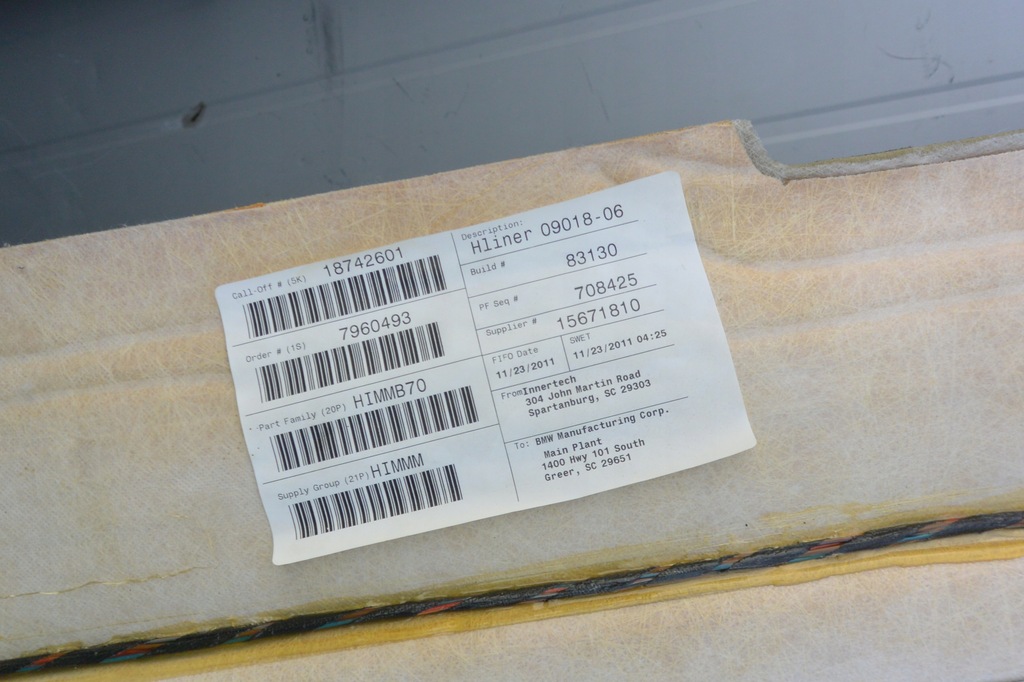 Call-Off # (5K) 18742601
Order # (1S) 7960493
Part Family (20P) HIMMB70
Supply Group (21P) HIMMM
Description:
Hliner 09018-06
Build # 83130
PF Seq # 708425
Supplier # 15671810
FIFO Date
11/23/2011
SWET
11/23/2011 04:25
From Innertech
304 John Martin Road
Spartanburg, SC 29303
To: BMW Manufacturing Corp.
Main Plant
1400 Hwy 101 South
Greer, SC 29651